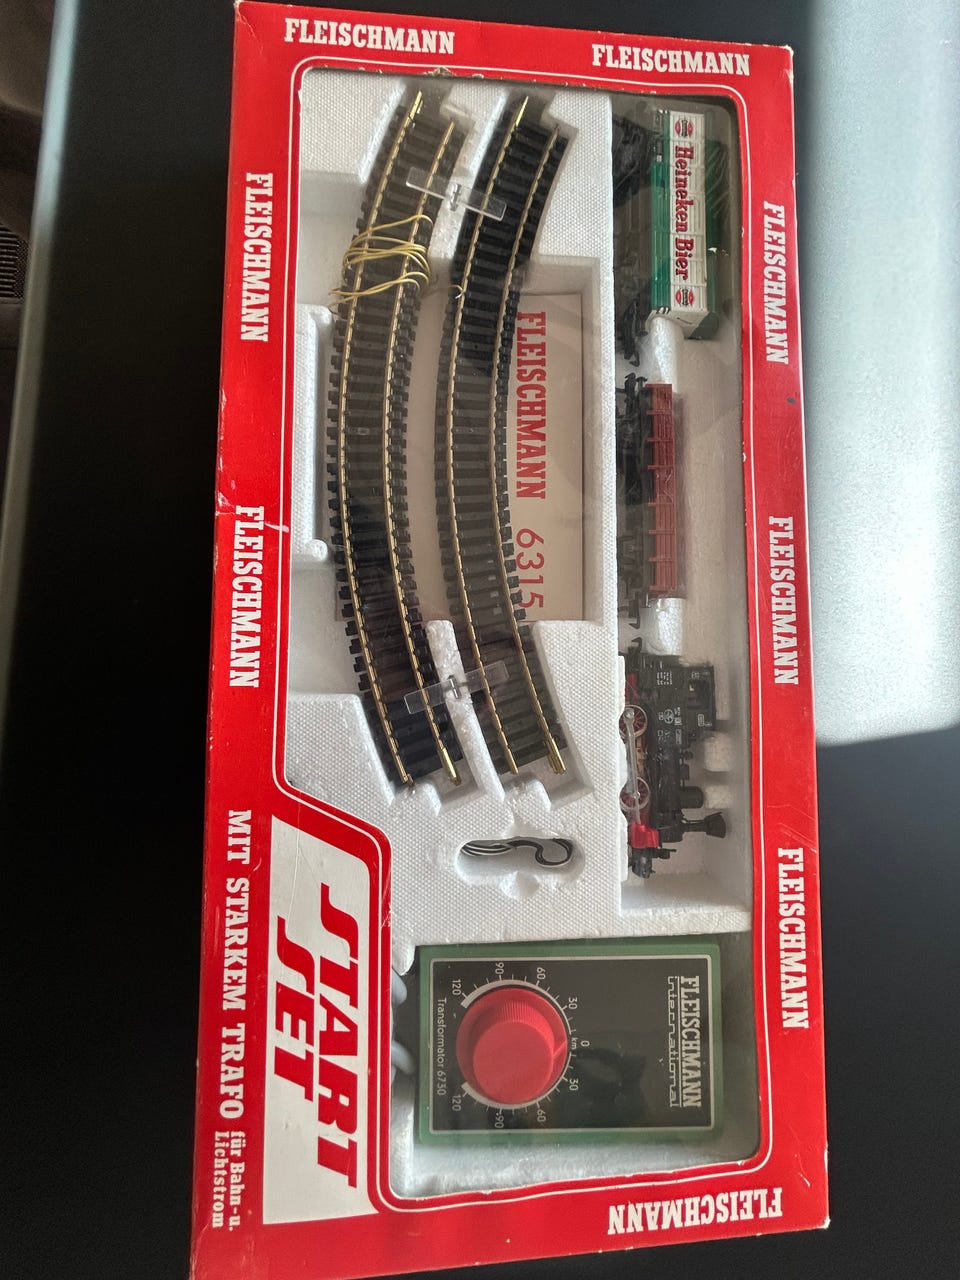 FLEISCHMANN
FLEISCHMANN
FLEISCHMANN
FLEISCHMANN
FLEISCHMANN
FLEISCHMANN
FLEISCHMANN
FLEISCHMANN
Heineken Bier
FLEISCHMANN 6315
FLEISCHMANN
international
km
0
30
30
60
60
90
90
120
120
Transformator 6730
START
SET
MIT STARKEM TRAFO für Bahn-u.
Lichtstrom